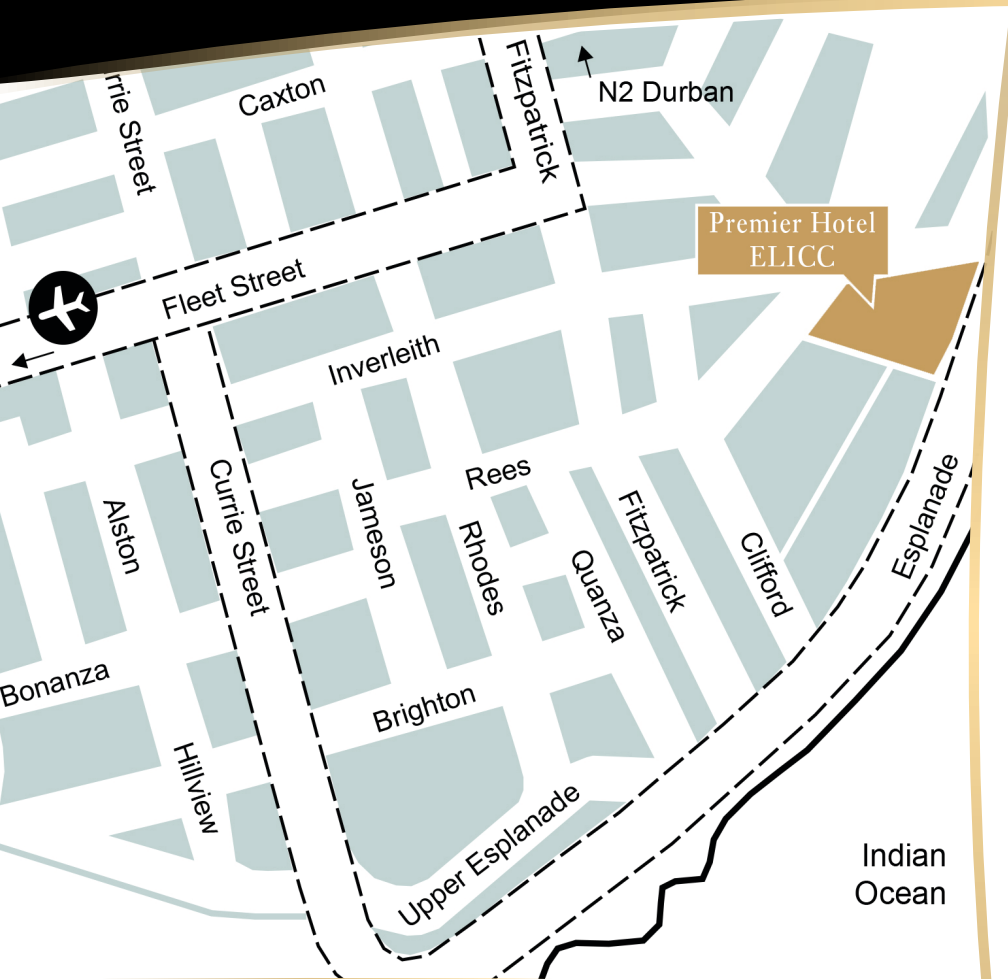 rrie Street
Caxton
Fitzpatrick
N2 Durban
Premier Hotel
ELICC
Fleet Street
Inverleith
Rees
Alston
Currie Street
Jameson
Rhodes
Quanza
Fitzpatrick
Clifford
Esplanade
Bonanza
Brighton
Hillview
Upper Esplanade
Indian
Ocean